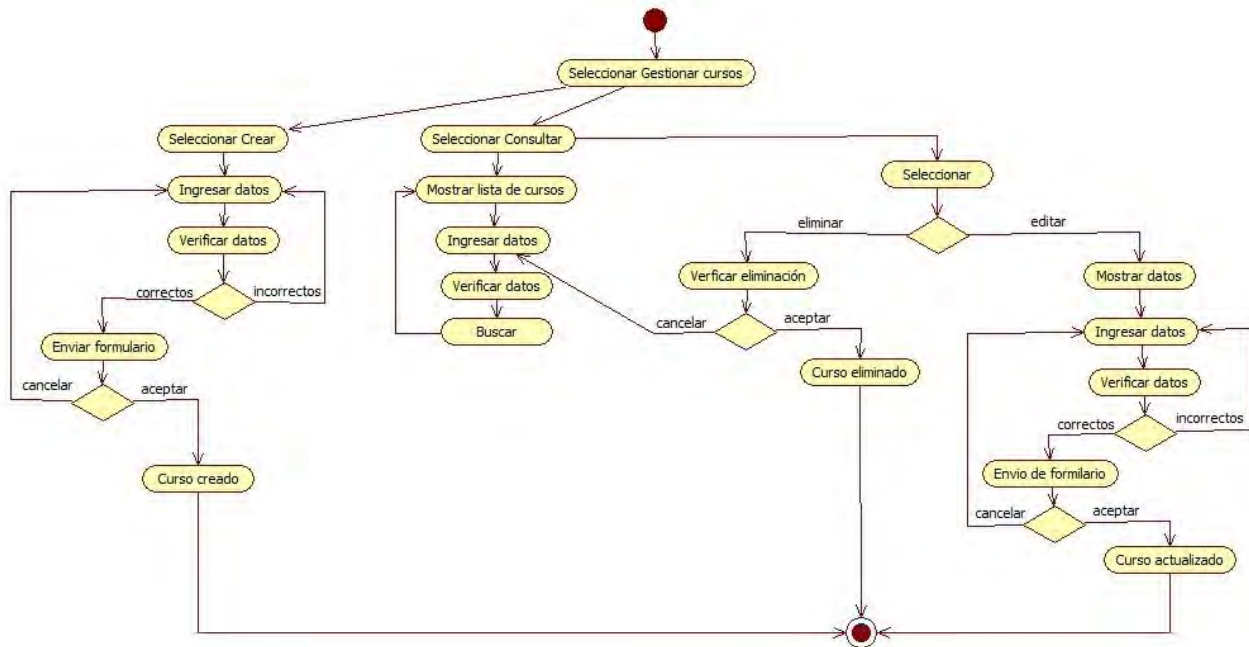 Seleccionar Gestionar cursos
Seleccionar Crear
Seleccionar Consultar
Seleccionar
Ingresar datos
Mostrar lista de cursos
eliminar
editar
Verificar datos
Ingresar datos
Verficar eliminación
Mostrar datos
correctos
incorrectos
Verificar datos
cancelar
aceptar
Ingresar datos
Enviar formulario
Buscar
Curso eliminado
Verificar datos
cancelar
aceptar
correctos
incorrectos
Curso creado
Envio de formilario
cancelar
aceptar
Curso actualizado